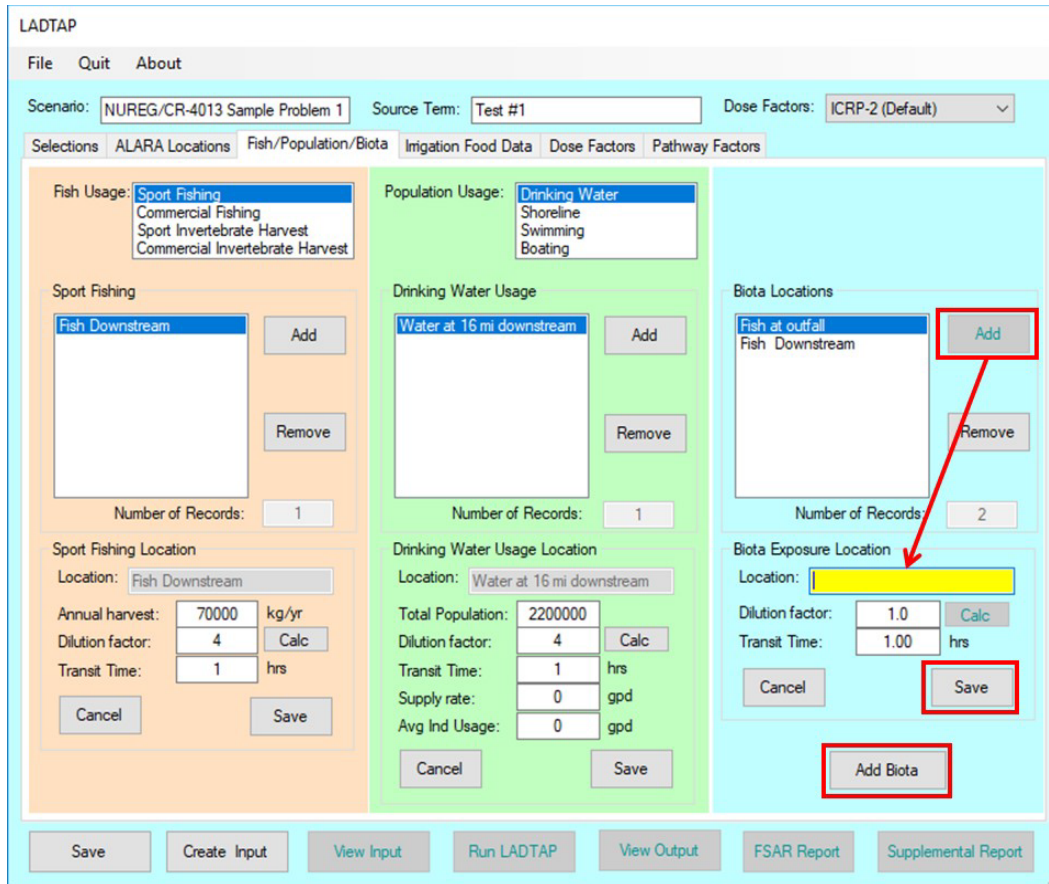 LADTAP
File Quit About
Scenario: NUREG/CR-4013 Sample Problem 1 Source Term: Test #1 Dose Factors: ICRP-2 (Default)
Selections ALARA Locations Fish/Population/Biota Irrigation Food Data Dose Factors Pathway Factors
Fish Usage: Sport Fishing
Commercial Fishing
Sport Invertebrate Harvest
Commercial Invertebrate Harvest
Sport Fishing
Fish Downstream
Add
Remove
Number of Records: 1
Sport Fishing Location
Location: Fish Downstream
Annual harvest: 70000 kg/yr
Dilution factor: 4 Calc
Transit Time: 1 hrs
Cancel Save
Population Usage: Drinking Water
Shoreline
Swimming
Boating
Drinking Water Usage
Water at 16 mi downstream
Add
Remove
Number of Records: 1
Drinking Water Usage Location
Location: Water at 16 mi downstream
Total Population: 2200000
Dilution factor: 4 Calc
Transit Time: 1 hrs
Supply rate: 0 gpd
Avg Ind Usage: 0 gpd
Cancel Save
Biota Locations
Fish at outfall
Fish Downstream
Add
Remove
Number of Records: 2
Biota Exposure Location
Location:
Dilution factor: 1.0 Calc
Transit Time: 1.00 hrs
Cancel Save
Add Biota
Save Create Input View Input Run LADTAP View Output FSAR Report Supplemental Report